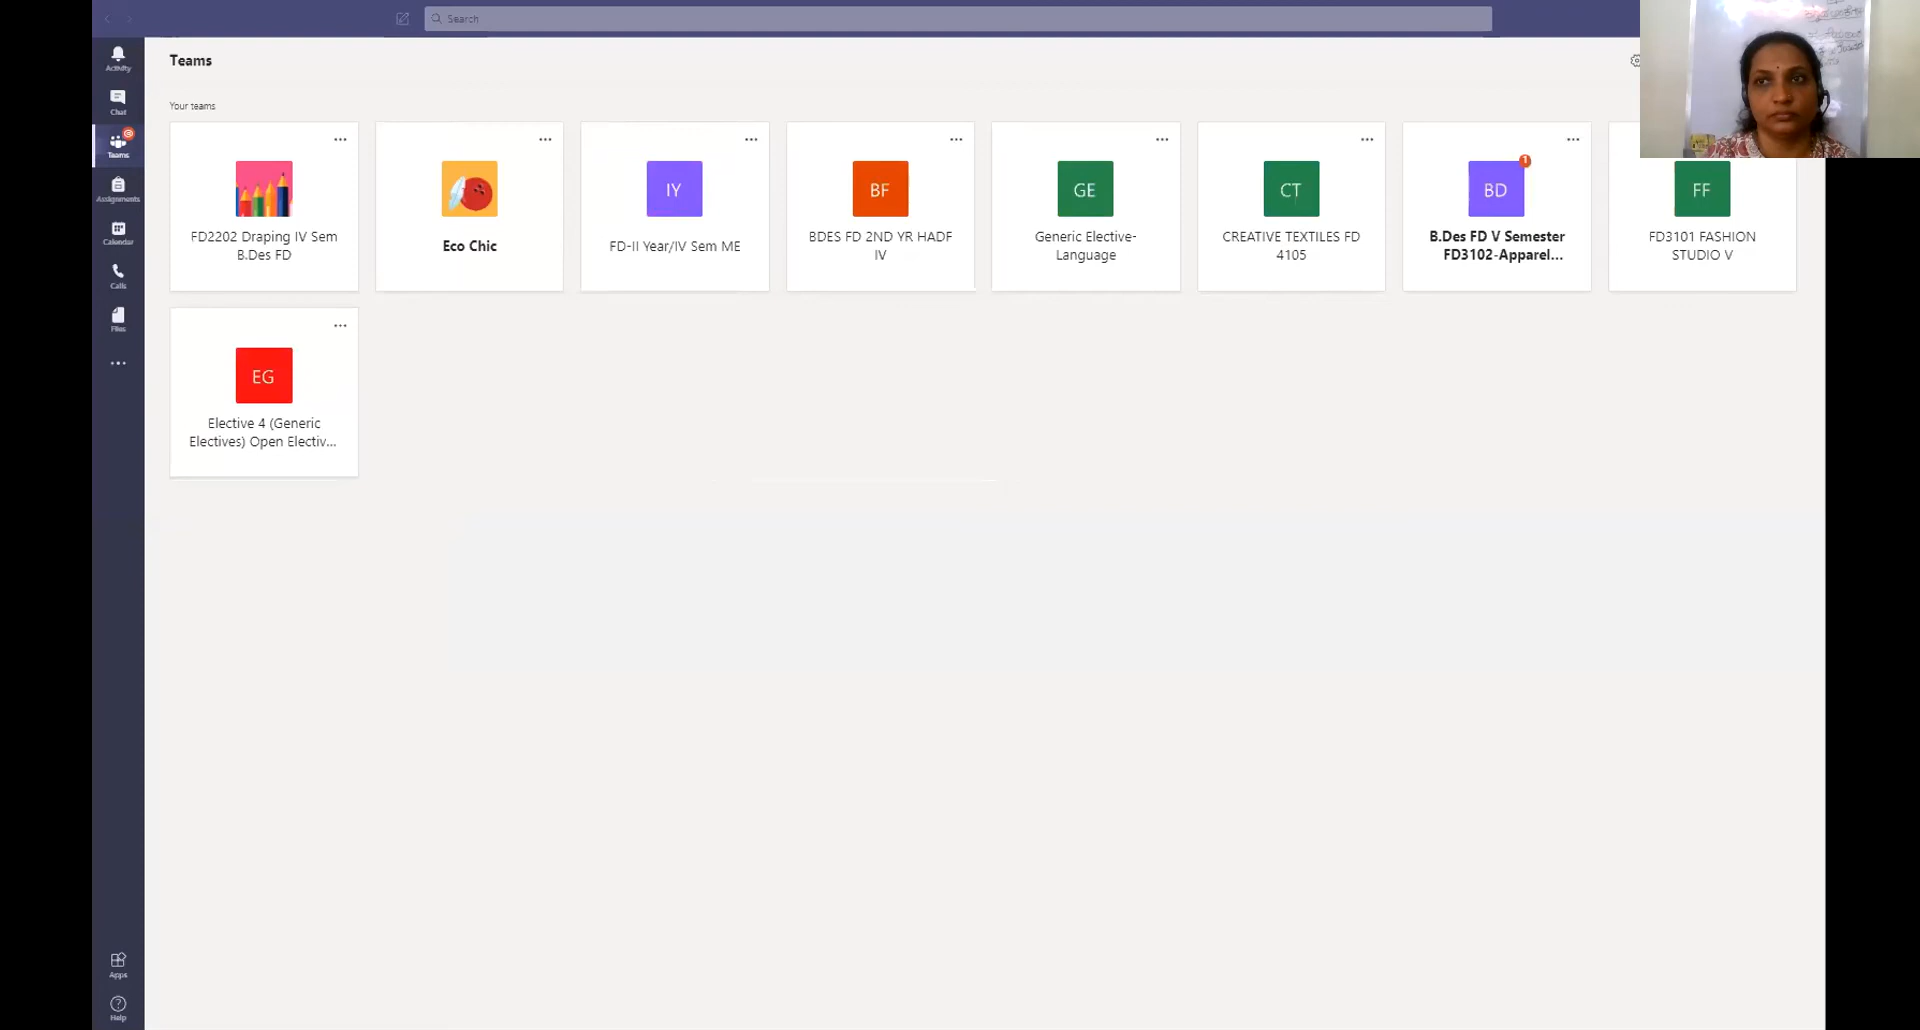 Search
Activity
Chat
Teams
Assignments
Calendar
Calls
Files
Apps
Help
Teams
Your teams
FD2202 Draping IV Sem
B.Des FD
Eco Chic
IY
FD-II Year/IV Sem ME
BF
BDES FD 2ND YR HADF
IV
GE
Generic Elective-
Language
CT
CREATIVE TEXTILES FD
4105
1
BD
B.Des FD V Semester
FD3102-Apparel...
FF
FD3101 FASHION
STUDIO V
EG
Elective 4 (Generic
Electives) Open Electiv...